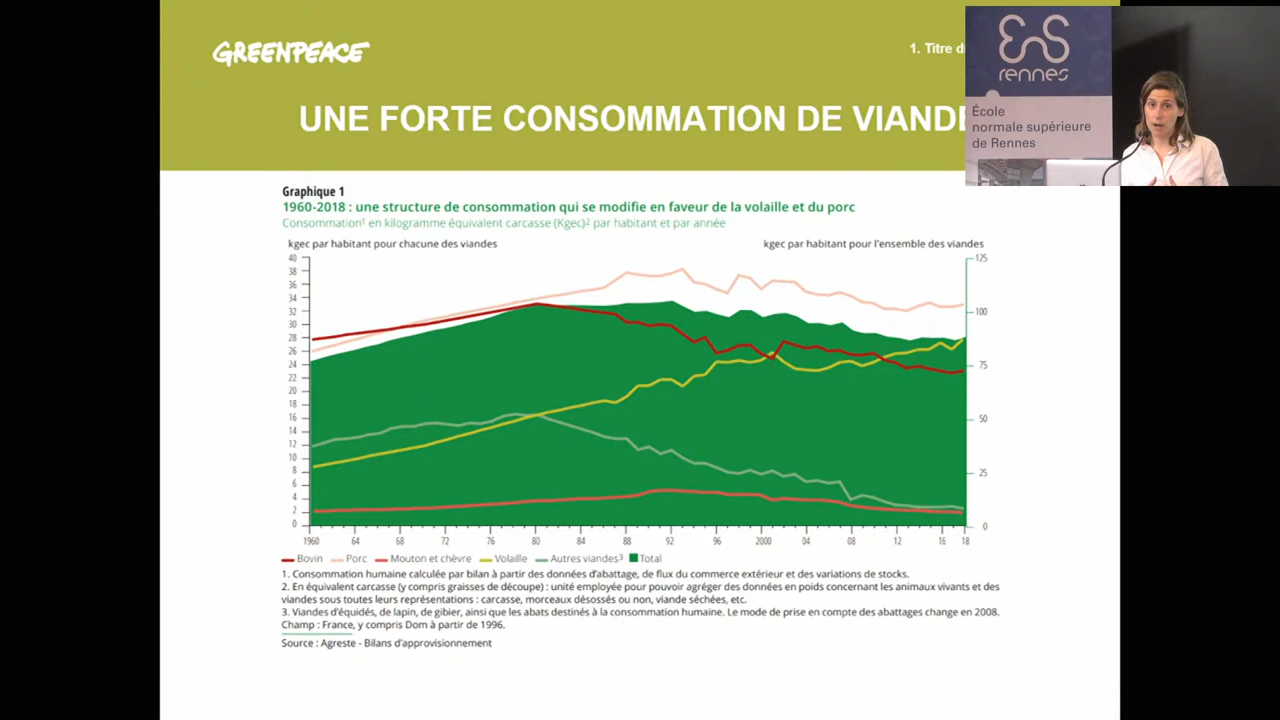 GREENPEACE
1. Titre d
UNE FORTE CONSOMMATION DE VIANDE
ENS
rennes
École
normale supérieure
de Rennes
Graphique 1
1960-2018 : une structure de consommation qui se modifie en faveur de la volaille et du porc
Consommation¹ en kilogramme équivalent carcasse (Kgec)² par habitant et par année
kgec par habitant pour chacune des viandes
kgec par habitant pour l'ensemble des viandes
40
38
36
34
32
30
28
26
24
22
20
18
16
14
12
10
8
6
4
2
0
125
100
75
50
25
0
1960 64 68 72 76 80 84 88 92 96 2000 04 08 12 16 18
Bovin Porc Mouton et chèvre Volaille Autres viandes³ Total
1. Consommation humaine calculée par bilan à partir des données d'abattage, de flux du commerce extérieur et des variations de stocks.
2. En équivalent carcasse (y compris graisses de découpe) : unité employée pour pouvoir agréger des données en poids concernant les animaux vivants et des
viandes sous toutes leurs représentations : carcasse, morceaux désossés ou non, viande séchées, etc.
3. Viandes d'équidés, de lapin, de gibier, ainsi que les abats destinés à la consommation humaine. Le mode de prise en compte des abattages change en 2008.
Champ : France, y compris Dom à partir de 1996.
Source : Agreste - Bilans d'approvisionnement